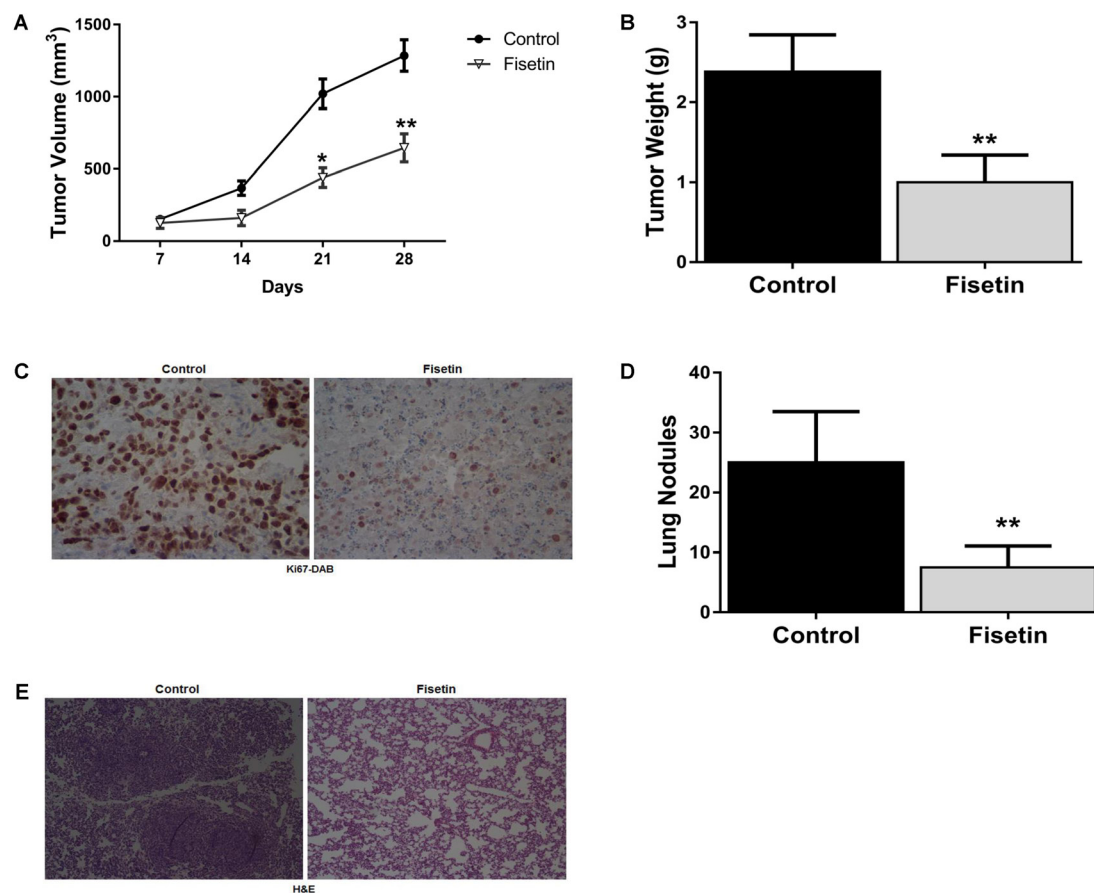 A
Tumor Volume (mm³)
1500
1000
500
0
7 14 21 28
Days
Control
Fisetin
*
**
B
Tumor Weight (g)
3
2
1
0
**
Control Fisetin
C
Control Fisetin
Ki67-DAB
D
Lung Nodules
40
30
20
10
0
**
Control Fisetin
E
Control Fisetin
H&E